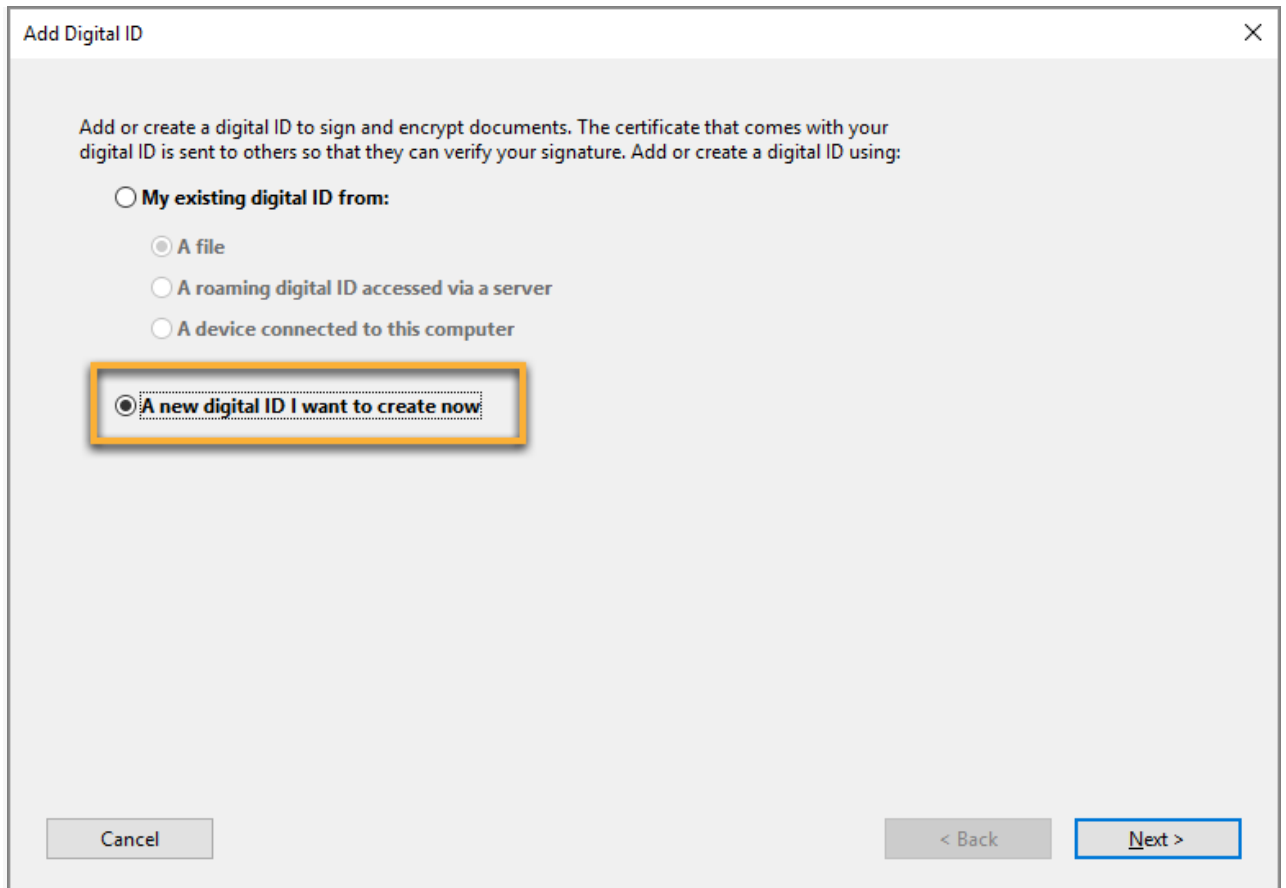 Add Digital ID
Add or create a digital ID to sign and encrypt documents. The certificate that comes with your
digital ID is sent to others so that they can verify your signature. Add or create a digital ID using:
My existing digital ID from:
A file
A roaming digital ID accessed via a server
A device connected to this computer
A new digital ID I want to create now
Cancel
< Back
Next >